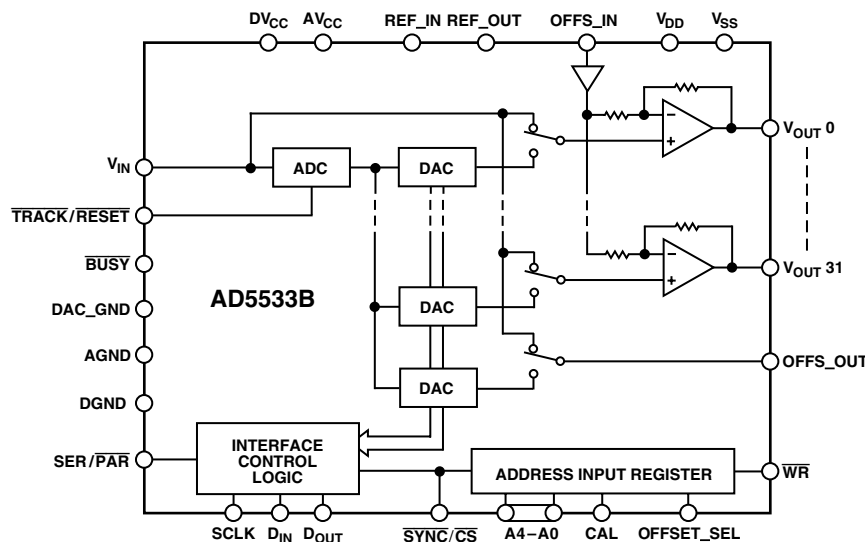 DVCC AVCC REF_IN REF_OUT OFFS_IN VDD VSS
VIN
ADC
DAC
VOUT 0
TRACK/RESET
BUSY
AD5533B
DAC_GND
AGND
DGND
DAC
DAC
VOUT 31
OFFS_OUT
SER/PAR
INTERFACE
CONTROL
LOGIC
ADDRESS INPUT REGISTER
WR
SCLK DIN DOUT SYNC/CS A4–A0 CAL OFFSET_SEL